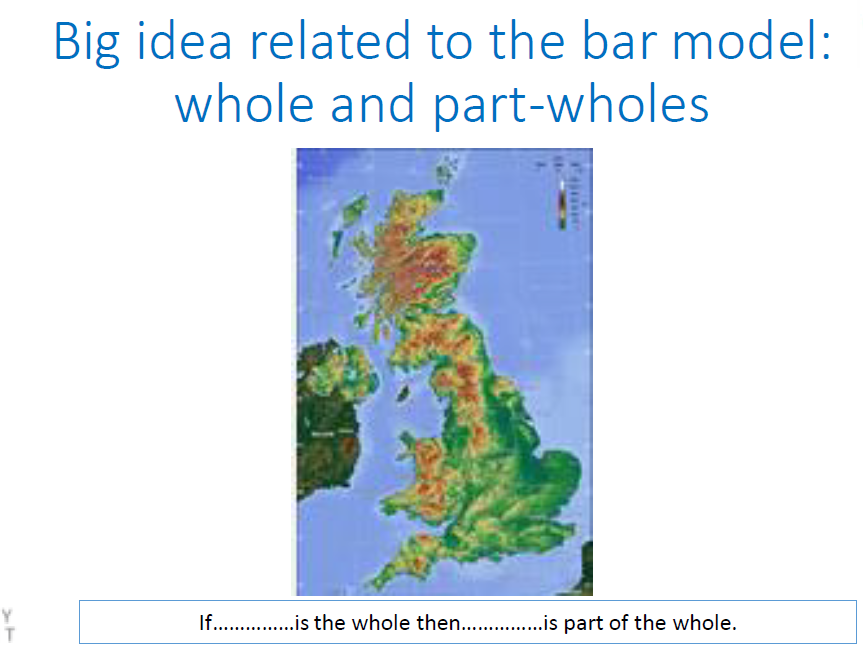 Big idea related to the bar model:
whole and part-wholes
If……………is the whole then……………is part of the whole.
Y
T